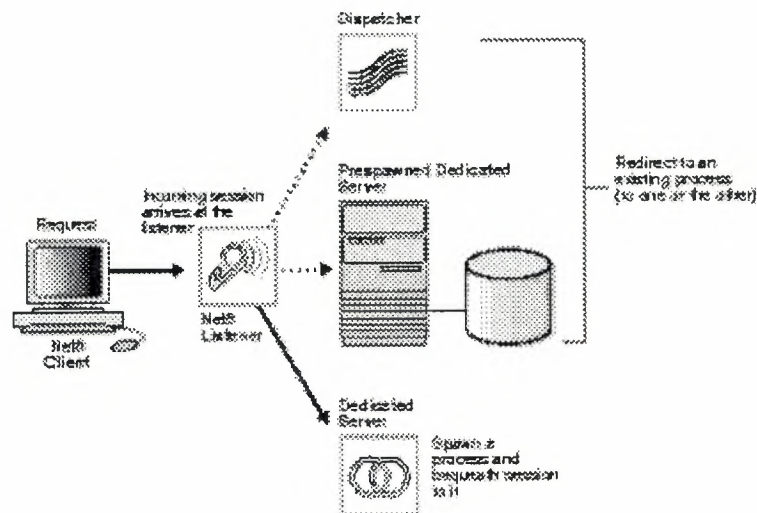 Dispatcher
Prespawned Dedicated
Server
Redirect to an
existing process
(to one or the other)
Incoming session
arrives at the
listener
Request
Net8
Client
Net8
Listener
Dedicated
Server
Spawn a
process and
bequeath session
to it